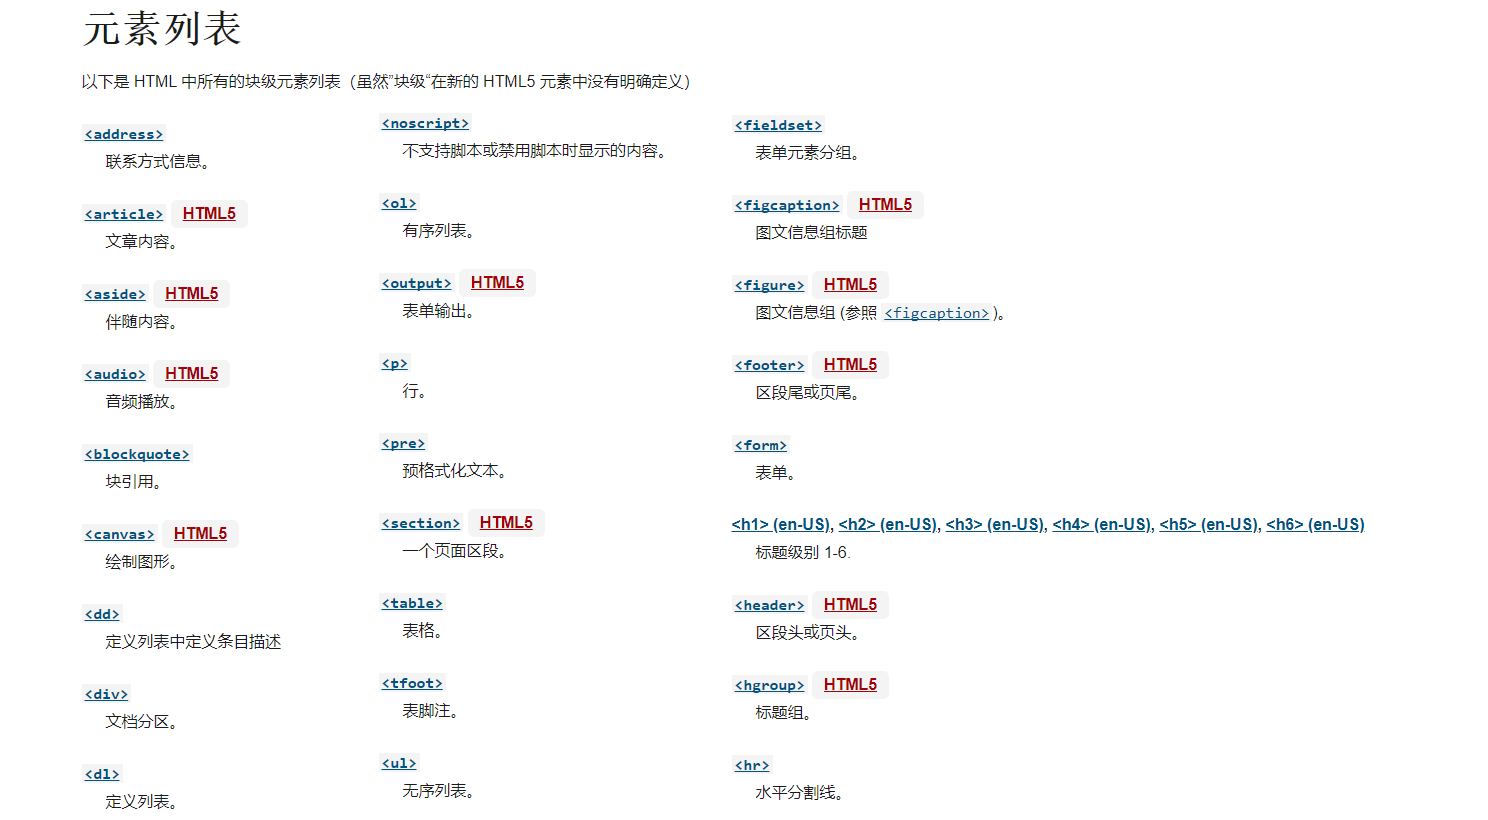 元素列表
以下是 HTML 中所有的块级元素列表（虽然”块级“在新的 HTML5 元素中没有明确定义）
<address>
联系方式信息。
<article> HTML5
文章内容。
<aside> HTML5
伴随内容。
<audio> HTML5
音频播放。
<blockquote>
块引用。
<canvas> HTML5
绘制图形。
<dd>
定义列表中定义条目描述
<div>
文档分区。
<dl>
定义列表。
<noscript>
不支持脚本或禁用脚本时显示的内容。
<ol>
有序列表。
<output> HTML5
表单输出。
<p>
行。
<pre>
预格式化文本。
<section> HTML5
一个页面区段。
<table>
表格。
<tfoot>
表脚注。
<ul>
无序列表。
<fieldset>
表单元素分组。
<figcaption> HTML5
图文信息组标题
<figure> HTML5
图文信息组 (参照 <figcaption>)。
<footer> HTML5
区段尾或页尾。
<form>
表单。
<h1> (en-US), <h2> (en-US), <h3> (en-US), <h4> (en-US), <h5> (en-US), <h6> (en-US)
标题级别 1-6.
<header> HTML5
区段头或页头。
<hgroup> HTML5
标题组。
<hr>
水平分割线。